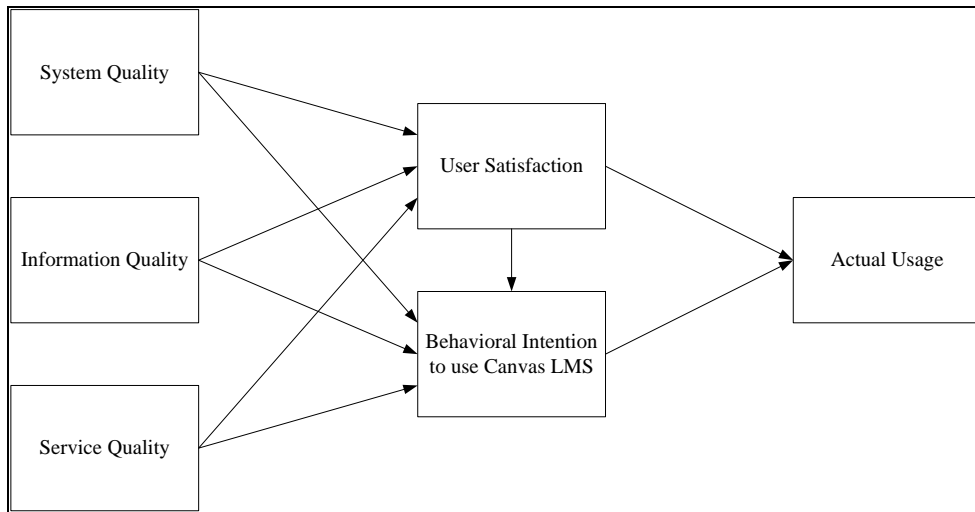 System Quality
User Satisfaction
Information Quality
Actual Usage
Behavioral Intention
to use Canvas LMS
Service Quality